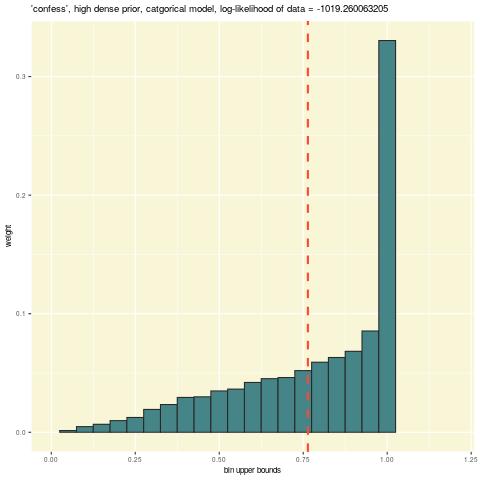 'confess', high dense prior, catgorical model, log-likelihood of data = -1019.260063205
0.3
0.2
0.1
0.0
weight
0.00 0.25 0.50 0.75 1.00 1.25
bin upper bounds